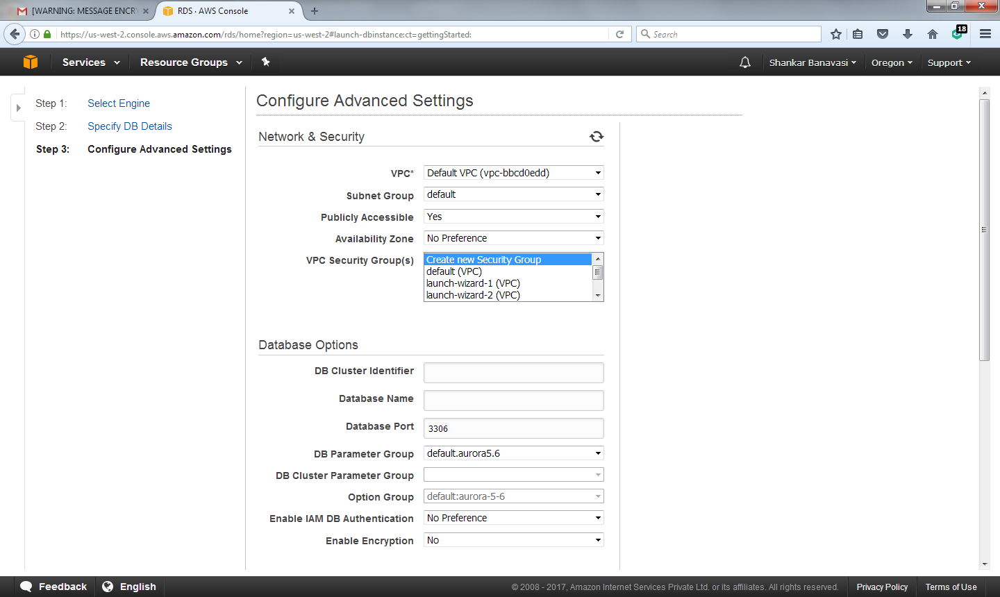 [WARNING: MESSAGE ENCRY
RDS · AWS Console
https://us-west-2.console.aws.amazon.com/rds/home?region=us-west-2#launch-dbinstance:ct=gettingStarted:
Search
18
Services
Resource Groups
Shankar Banavasi
Oregon
Support
Step 1: Select Engine
Step 2: Specify DB Details
Step 3: Configure Advanced Settings
Configure Advanced Settings
Network & Security
VPC* Default VPC (vpc-bbcd0edd)
Subnet Group default
Publicly Accessible Yes
Availability Zone No Preference
VPC Security Group(s) Create new Security Group
default (VPC)
launch-wizard-1 (VPC)
launch-wizard-2 (VPC)
Database Options
DB Cluster Identifier
Database Name
Database Port 3306
DB Parameter Group default.aurora5.6
DB Cluster Parameter Group
Option Group default:aurora-5-6
Enable IAM DB Authentication No Preference
Enable Encryption No
Feedback
English
© 2008 - 2017, Amazon Internet Services Private Ltd. or its affiliates. All rights reserved.
Privacy Policy
Terms of Use